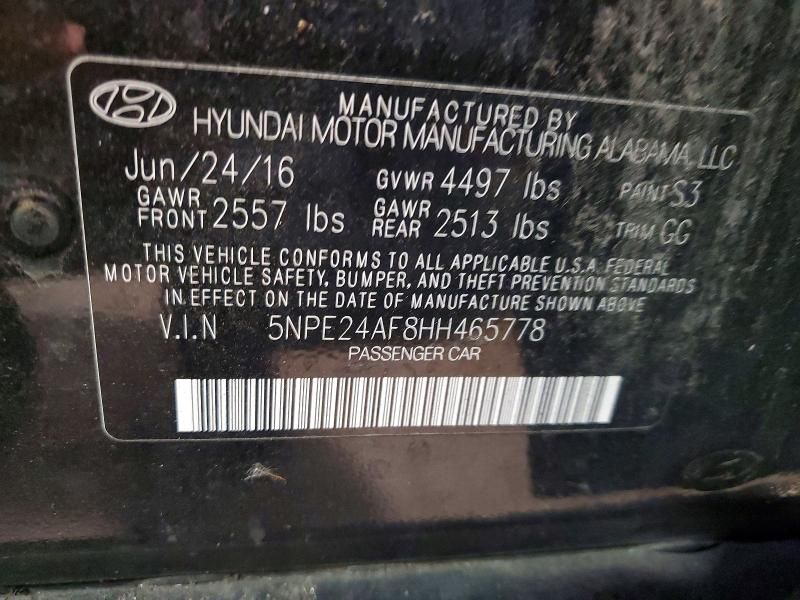 MANUFACTURED BY
HYUNDAI MOTOR MANUFACTURING ALABAMA, LLC
Jun/24/16 GVWR 4497 lbs PAINT S3
GAWR FRONT 2557 lbs GAWR REAR 2513 lbs TRIM GG
THIS VEHICLE CONFORMS TO ALL APPLICABLE U.S.A. FEDERAL
MOTOR VEHICLE SAFETY, BUMPER, AND THEFT PREVENTION STANDARDS
IN EFFECT ON THE DATE OF MANUFACTURE SHOWN ABOVE
V.I.N 5NPE24AF8HH465778
PASSENGER CAR